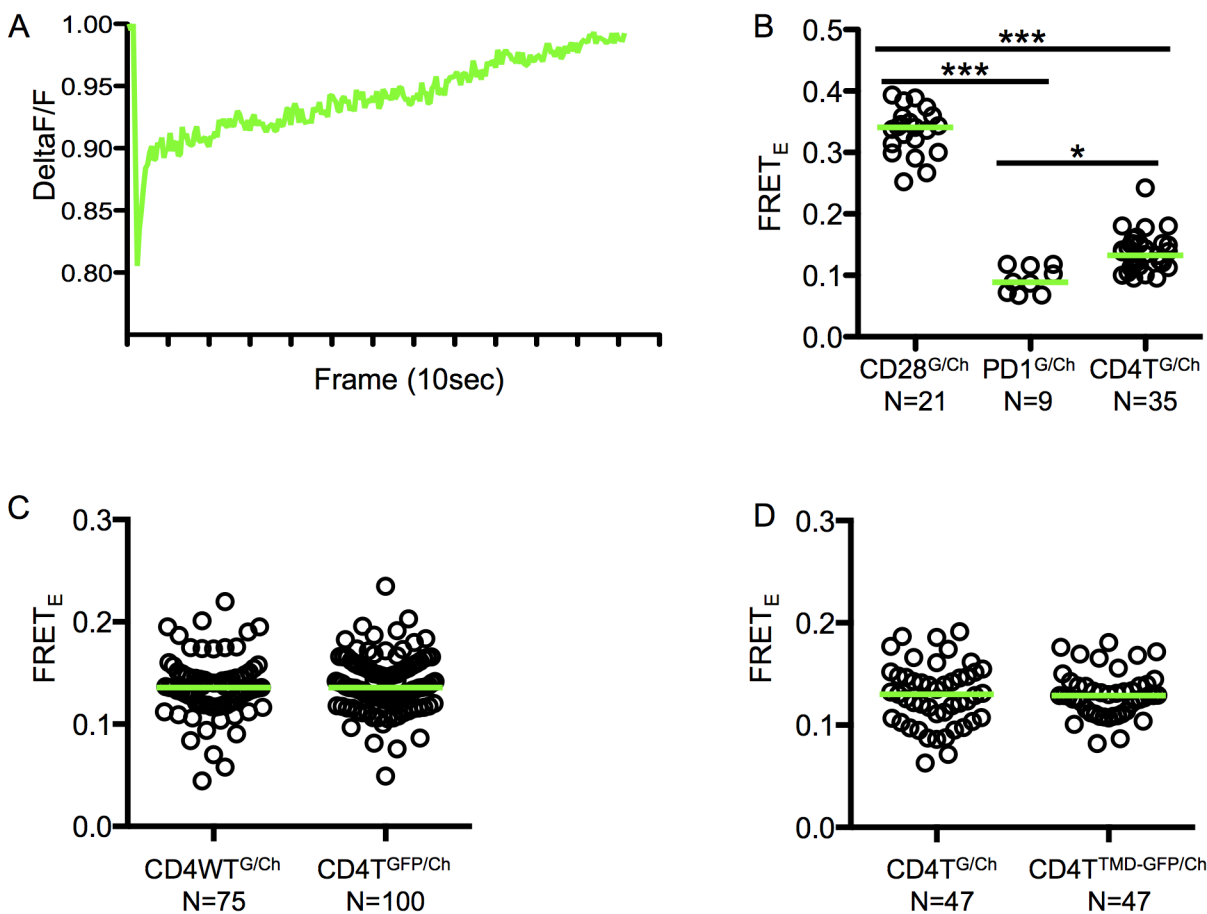 A
DeltaF/F
1.00
0.95
0.90
0.85
0.80
Frame (10sec)
B
FRETE
0.5
0.4
0.3
0.2
0.1
0.0
***
***
*
CD28G/Ch PD1G/Ch CD4TG/Ch
N=21 N=9 N=35
C
FRETE
0.3
0.2
0.1
0.0
CD4WTG/Ch CD4TGFP/Ch
N=75 N=100
D
FRETE
0.3
0.2
0.1
0.0
CD4TG/Ch CD4TTMD-GFP/Ch
N=47 N=47